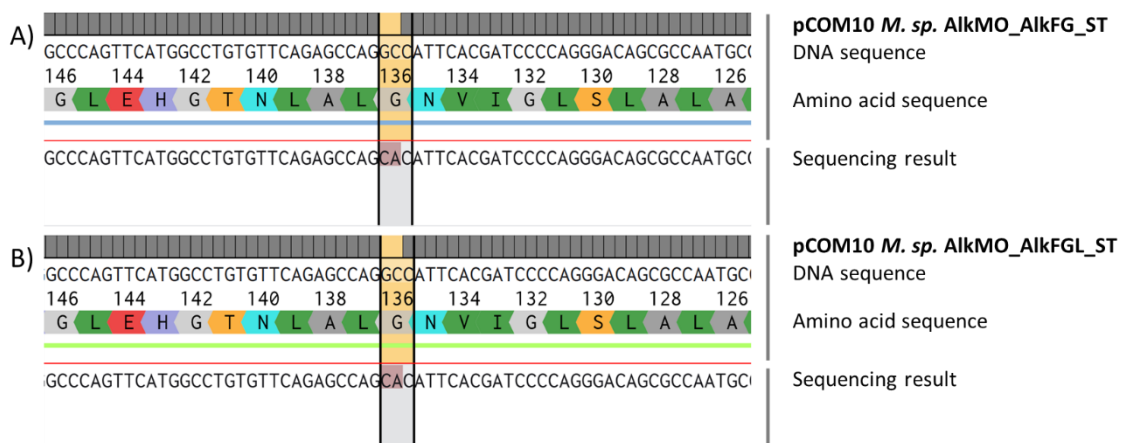 A)
pCOM10 M. sp. AlkMO_AlkFG_ST
GCCCAGTTCATGGCCTGTGTTCAGAGCCAGGCCATTCACGATCCCCAGGGACAGCGCCAATGCC
DNA sequence
146 144 142 140 138 136 134 132 130 128 126
G L E H G T N L A L G N V I G L S L A L A
Amino acid sequence
GCCCAGTTCATGGCCTGTGTTCAGAGCCAGCACATTCACGATCCCCAGGGACAGCGCCAATGCC
Sequencing result
B)
pCOM10 M. sp. AlkMO_AlkFGL_ST
GCCCAGTTCATGGCCTGTGTTCAGAGCCAGGCCATTCACGATCCCCAGGGACAGCGCCAATGC
DNA sequence
146 144 142 140 138 136 134 132 130 128 126
G L E H G T N L A L G N V I G L S L A L A
Amino acid sequence
GCCCAGTTCATGGCCTGTGTTCAGAGCCAGCACATTCACGATCCCCAGGGACAGCGCCAATGC
Sequencing result